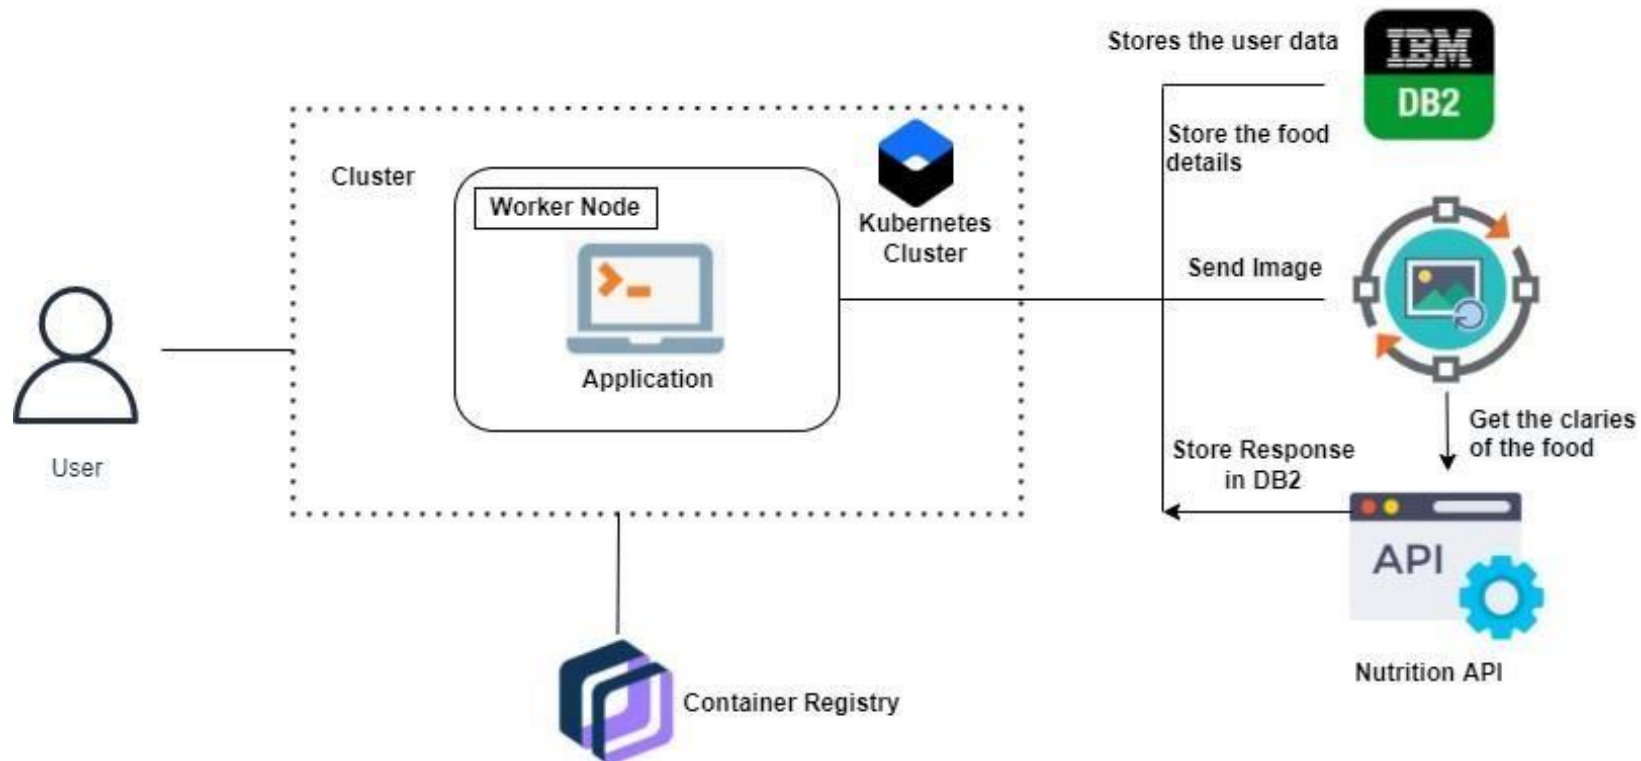 Stores the user data
IBM
DB2
Store the food
details
Cluster
Worker Node
Kubernetes
Cluster
Send Image
Application
User
Get the claries
of the food
Store Response
in DB2
API
Nutrition API
Container Registry